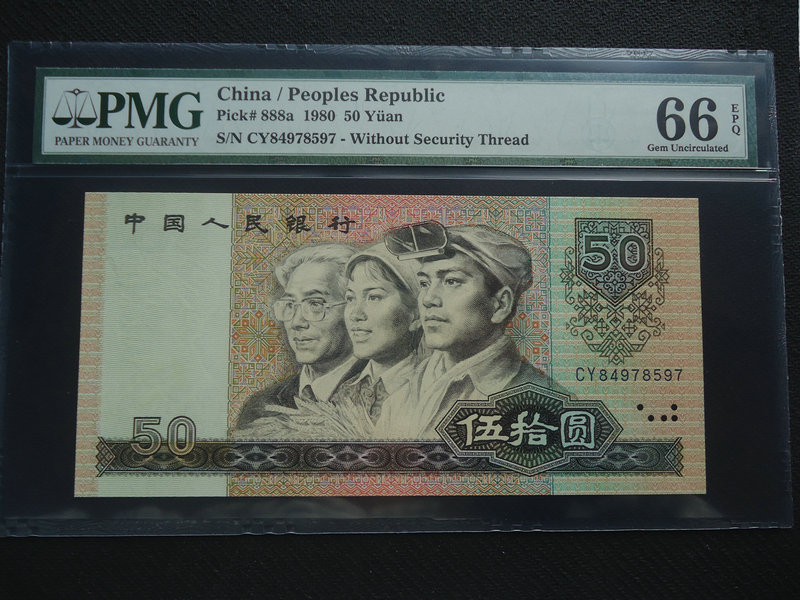 PMG
PAPER MONEY GUARANTY
China / Peoples Republic
Pick# 888a 1980 50 Yüan
S/N CY84978597 - Without Security Thread
66
EPQ
Gem Uncirculated
中国人民银行
50
CY84978597
50
伍拾圆